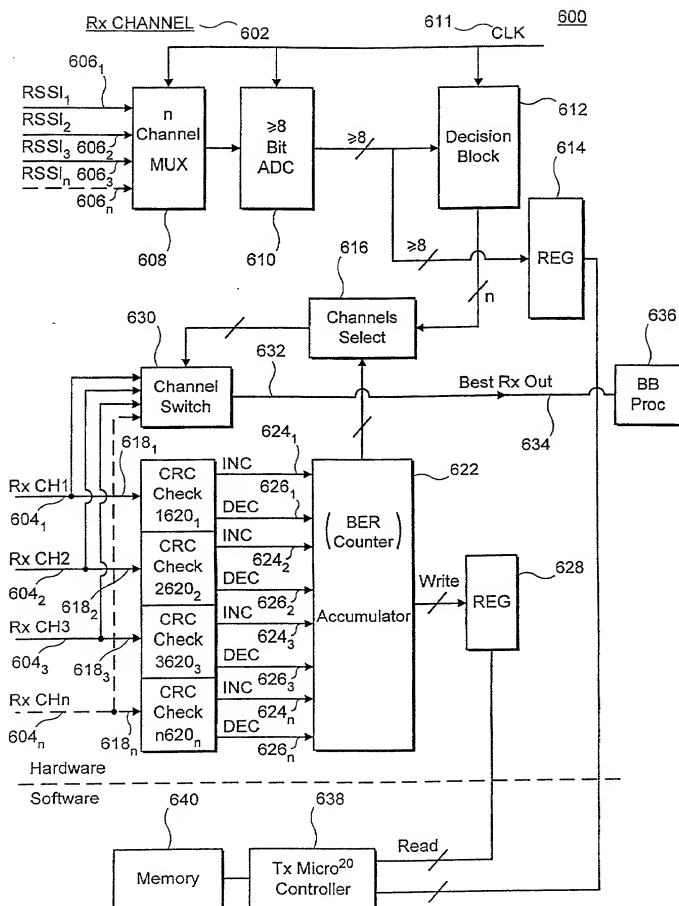 Rx CHANNEL
602
611
CLK
600
606₁
RSSI₁
RSSI₂
606₂
RSSI₃
606₃
RSSIₙ
606ₙ
n
Channel
MUX
608
≥8
Bit
ADC
610
≥8
Decision
Block
612
614
≥8
REG
n
616
Channels
Select
630
Channel
Switch
632
Best Rx Out
634
636
BB
Proc
618₁
Rx CH1
604₁
Rx CH2
604₂
618₂
Rx CH3
604₃
618₃
Rx CHn
604ₙ
618ₙ
CRC
Check
1620₁
CRC
Check
2620₂
CRC
Check
3620₃
CRC
Check
n620ₙ
INC
624₁
DEC
626₁
INC
624₂
DEC
626₂
INC
624₃
DEC
626₃
INC
624ₙ
DEC
626ₙ
622
( BER
Counter )
Accumulator
Write
628
REG
Hardware
Software
640
Memory
638
Tx Micro²⁰
Controller
Read